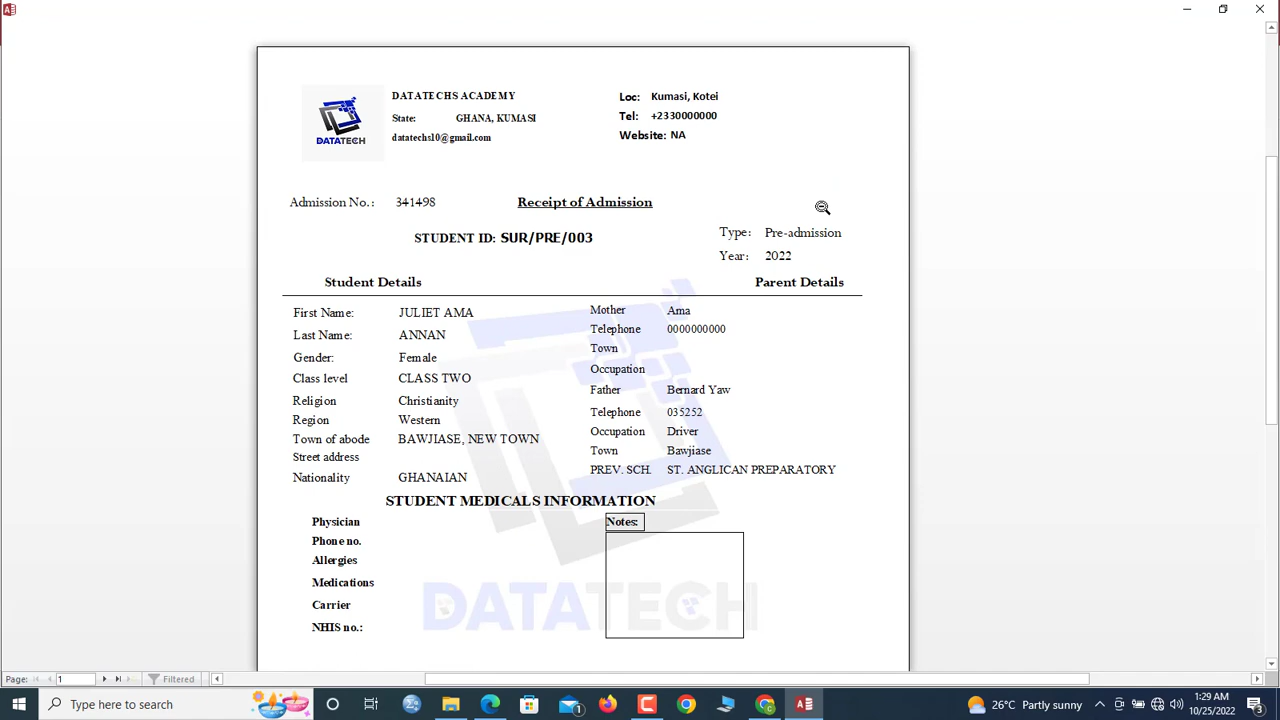 DATATECHS ACADEMY
State: GHANA, KUMASI
datatechs10@gmail.com
Loc: Kumasi, Kotei
Tel: +2330000000
Website: NA
DATATECH
Admission No.: 341498
Receipt of Admission
STUDENT ID: SUR/PRE/003
Type: Pre-admission
Year: 2022
Student Details
Parent Details
First Name: JULIET AMA
Last Name: ANNAN
Gender: Female
Class level CLASS TWO
Religion Christianity
Region Western
Town of abode BAWJIASE, NEW TOWN
Street address
Nationality GHANAIAN
Mother Ama
Telephone 0000000000
Town
Occupation
Father Bernard Yaw
Telephone 035252
Occupation Driver
Town Bawjiase
PREV. SCH. ST. ANGLICAN PREPARATORY
STUDENT MEDICALS INFORMATION
Physician
Phone no.
Allergies
Medications
Carrier
NHIS no.:
Notes:
DATATECH
Page: 1 Filtered
Type here to search
1
26°C Partly sunny
1:29 AM
10/25/2022